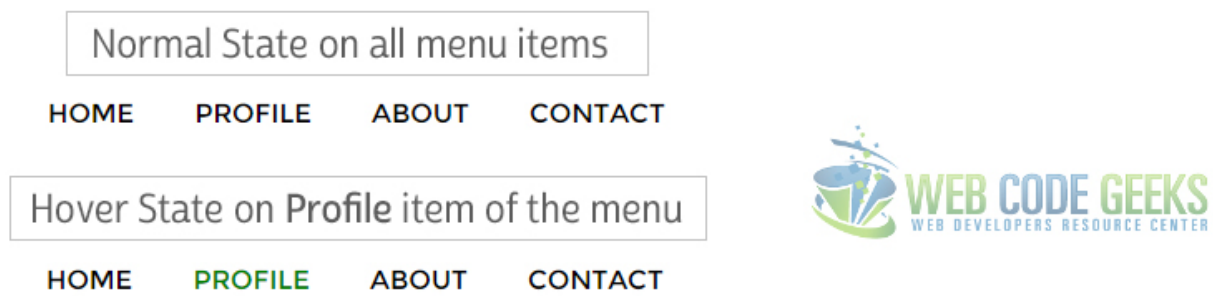 Normal State on all menu items
HOME PROFILE ABOUT CONTACT
Hover State on Profile item of the menu
HOME PROFILE ABOUT CONTACT
WEB CODE GEEKS
WEB DEVELOPERS RESOURCE CENTER